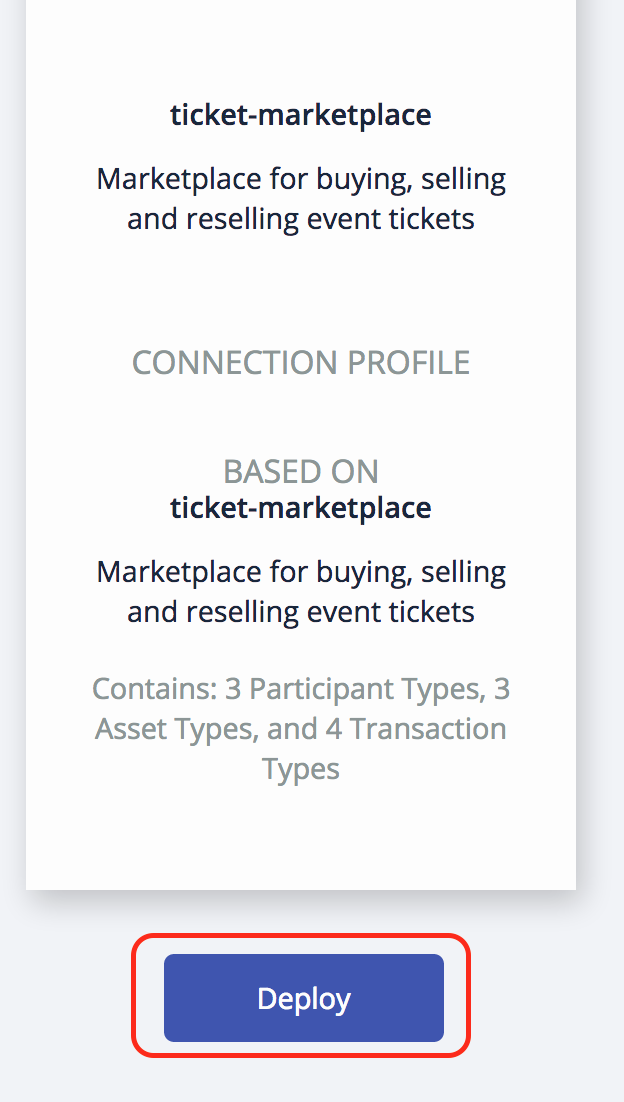 ticket-marketplace
Marketplace for buying, selling
and reselling event tickets
CONNECTION PROFILE
BASED ON
ticket-marketplace
Marketplace for buying, selling
and reselling event tickets
Contains: 3 Participant Types, 3
Asset Types, and 4 Transaction
Types
Deploy